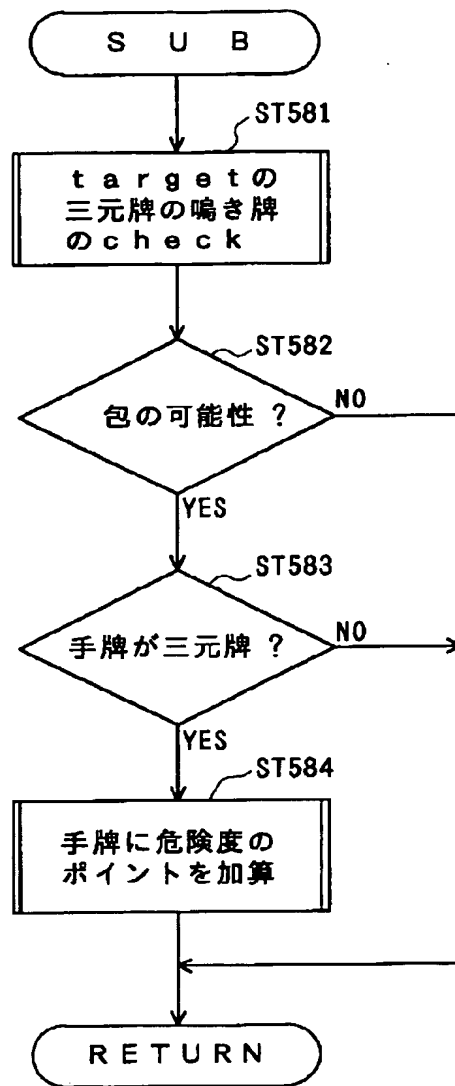 ＳＵＢ
ST581
ｔａｒｇｅｔの
三元牌の鳴き牌
のｃｈｅｃｋ
ST582
包の可能性？
NO
YES
ST583
手牌が三元牌？
NO
YES
ST584
手牌に危険度の
ポイントを加算
ＲＥＴＵＲＮ